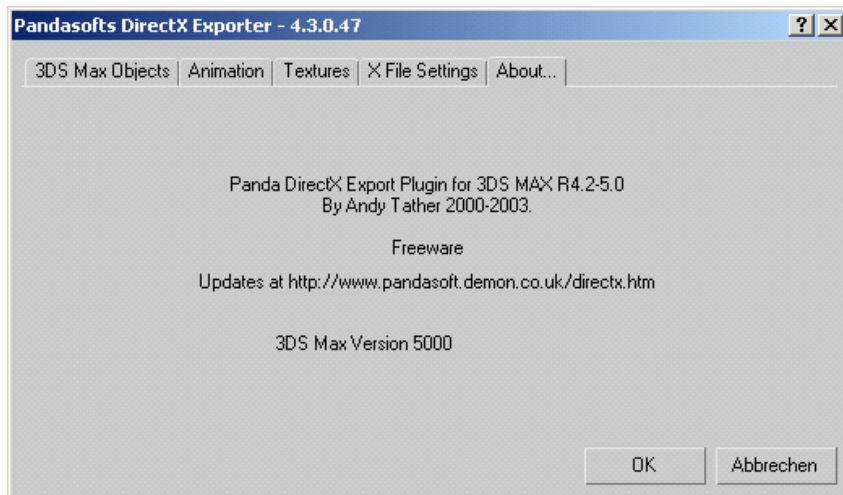 Pandasofts DirectX Exporter - 4.3.0.47
3DS Max Objects Animation Textures X File Settings About...
Panda DirectX Export Plugin for 3DS MAX R4.2-5.0
By Andy Tather 2000-2003.
Freeware
Updates at http://www.pandasoft.demon.co.uk/directx.htm
3DS Max Version 5000
OK Abbrechen